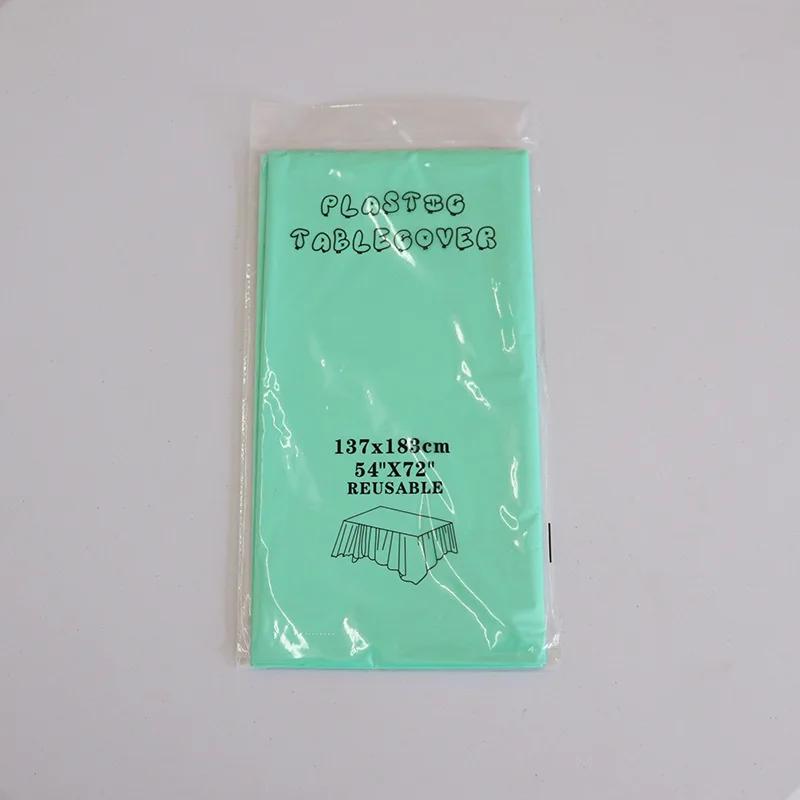 PLASTIC
TABLECOVER
137x183cm
54"X72"
REUSABLE